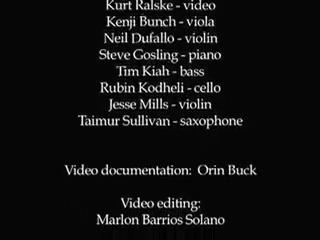 Kurt Ralske - video
Kenji Bunch - viola
Neil Dufallo - violin
Steve Gosling - piano
Tim Kiah - bass
Rubin Kodheli - cello
Jesse Mills - violin
Taimur Sullivan - saxophone
Video documentation: Orin Buck
Video editing:
Marlon Barrios Solano